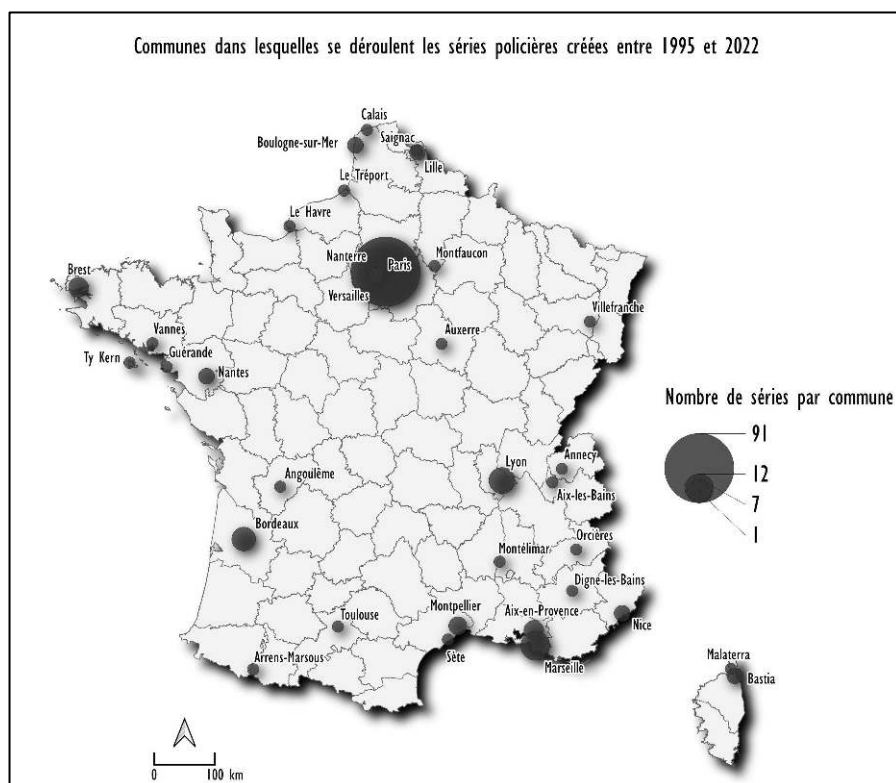 Communes dans lesquelles se déroulent les séries policières créées entre 1995 et 2022
Calais
Saignac
Boulogne-sur-Mer
Lille
Le Tréport
Le Havre
Nanterre
Paris
Montfaucon
Versailles
Brest
Villefranche
Vannes
Auxerre
Ty Kern
Guérande
Nantes
Nombre de séries par commune
91
12
7
1
Lyon
Annecy
Angoulême
Aix-les-Bains
Bordeaux
Orcières
Montélimar
Digne-les-Bains
Montpellier
Aix-en-Provence
Toulouse
Nice
Sète
Arrens-Marsous
Marseille
Malaterra
Bastia
0
100 km